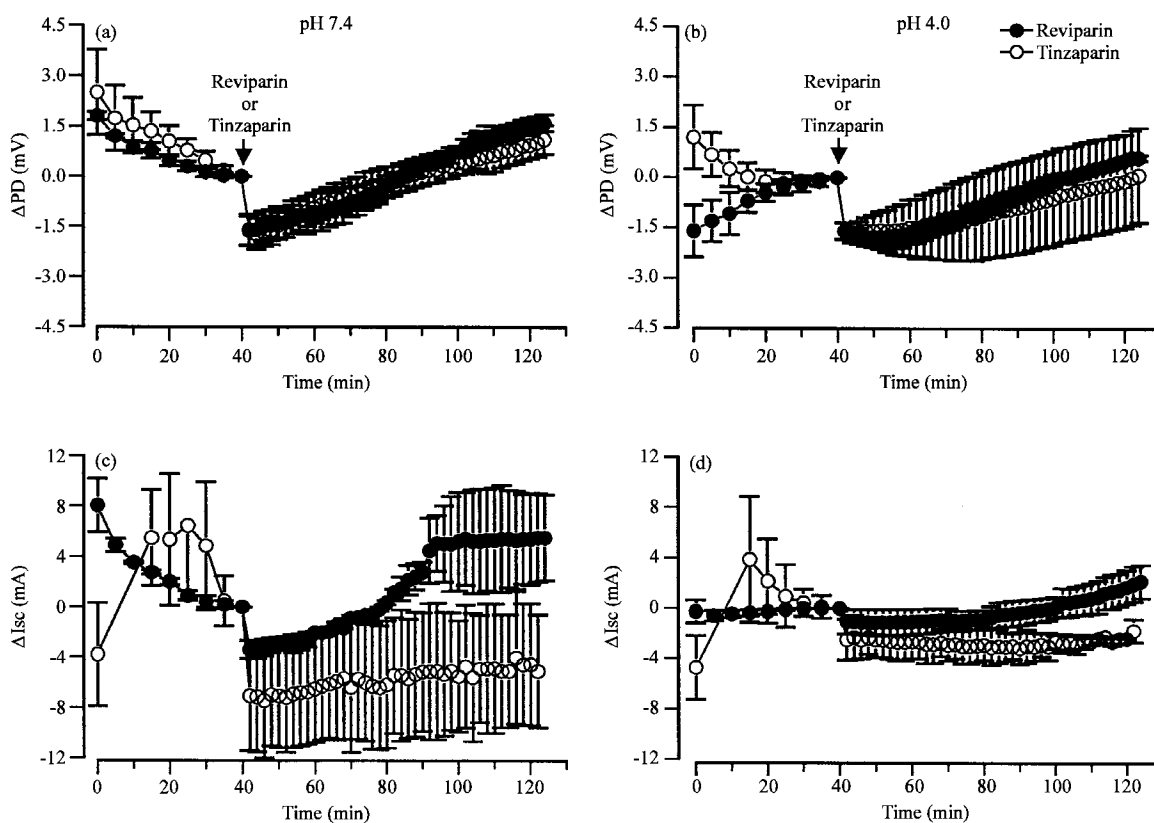 pH 7.4
(a)
4.5
3.0
1.5
0.0
-1.5
-3.0
-4.5
ΔPD (mV)
Reviparin
or
Tinzaparin
0 20 40 60 80 100 120
Time (min)
pH 4.0
(b)
Reviparin
Tinzaparin
4.5
3.0
1.5
0.0
-1.5
-3.0
-4.5
ΔPD (mV)
Reviparin
or
Tinzaparin
0 20 40 60 80 100 120
Time (min)
(c)
12
8
4
0
-4
-8
-12
ΔIsc (mA)
0 20 40 60 80 100 120
Time (min)
(d)
12
8
4
0
-4
-8
-12
ΔIsc (mA)
0 20 40 60 80 100 120
Time (min)